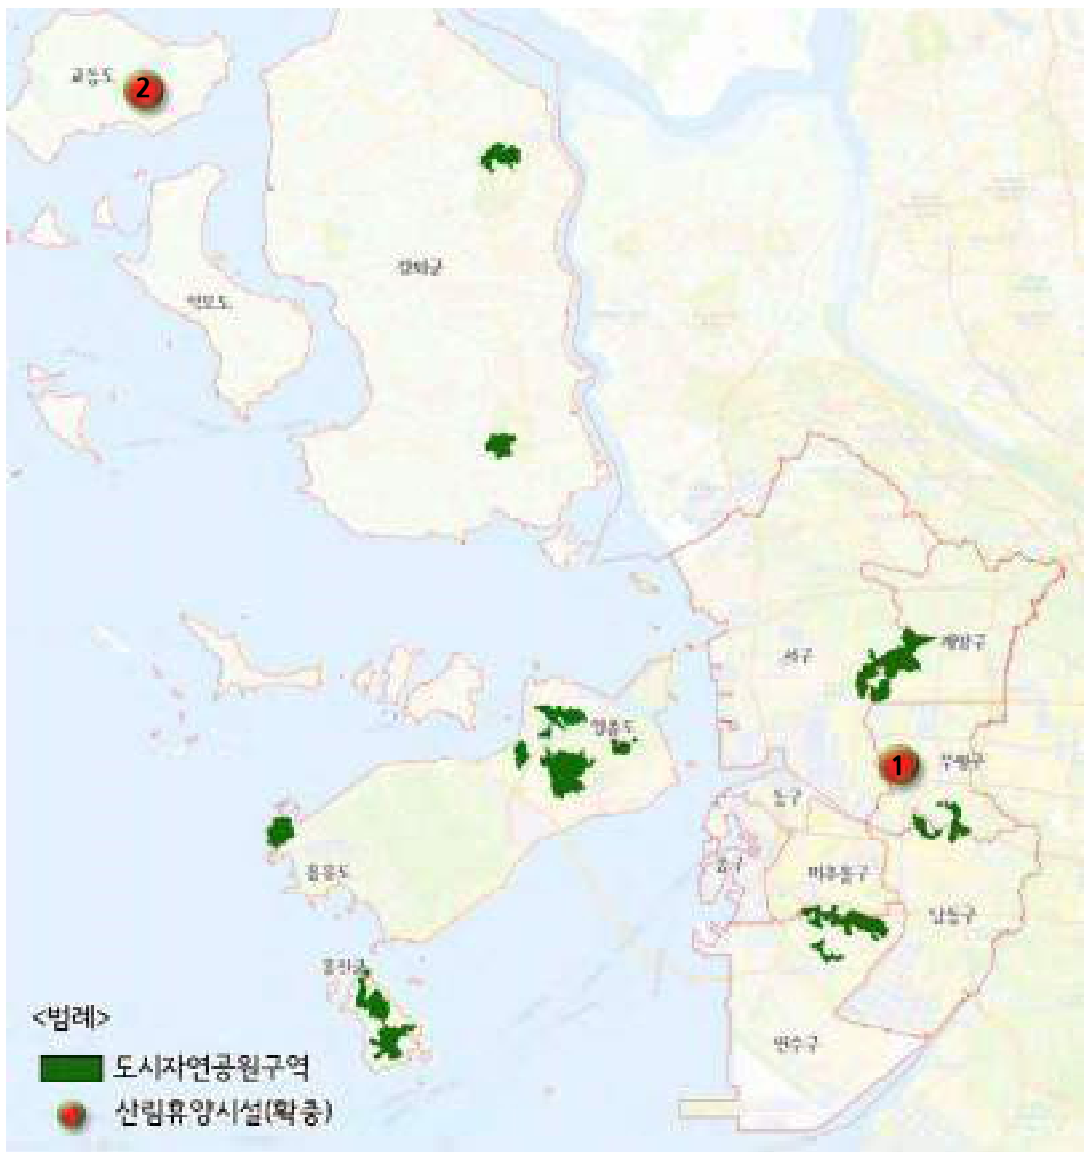 교동도
2
강화군
석모도
계양구
서구
영종도
1
부평구
동구
중구
미추홀구
용유도
남동구
옹진군
연수구
<범례>
도시자연공원구역
산림휴양시설(확충)